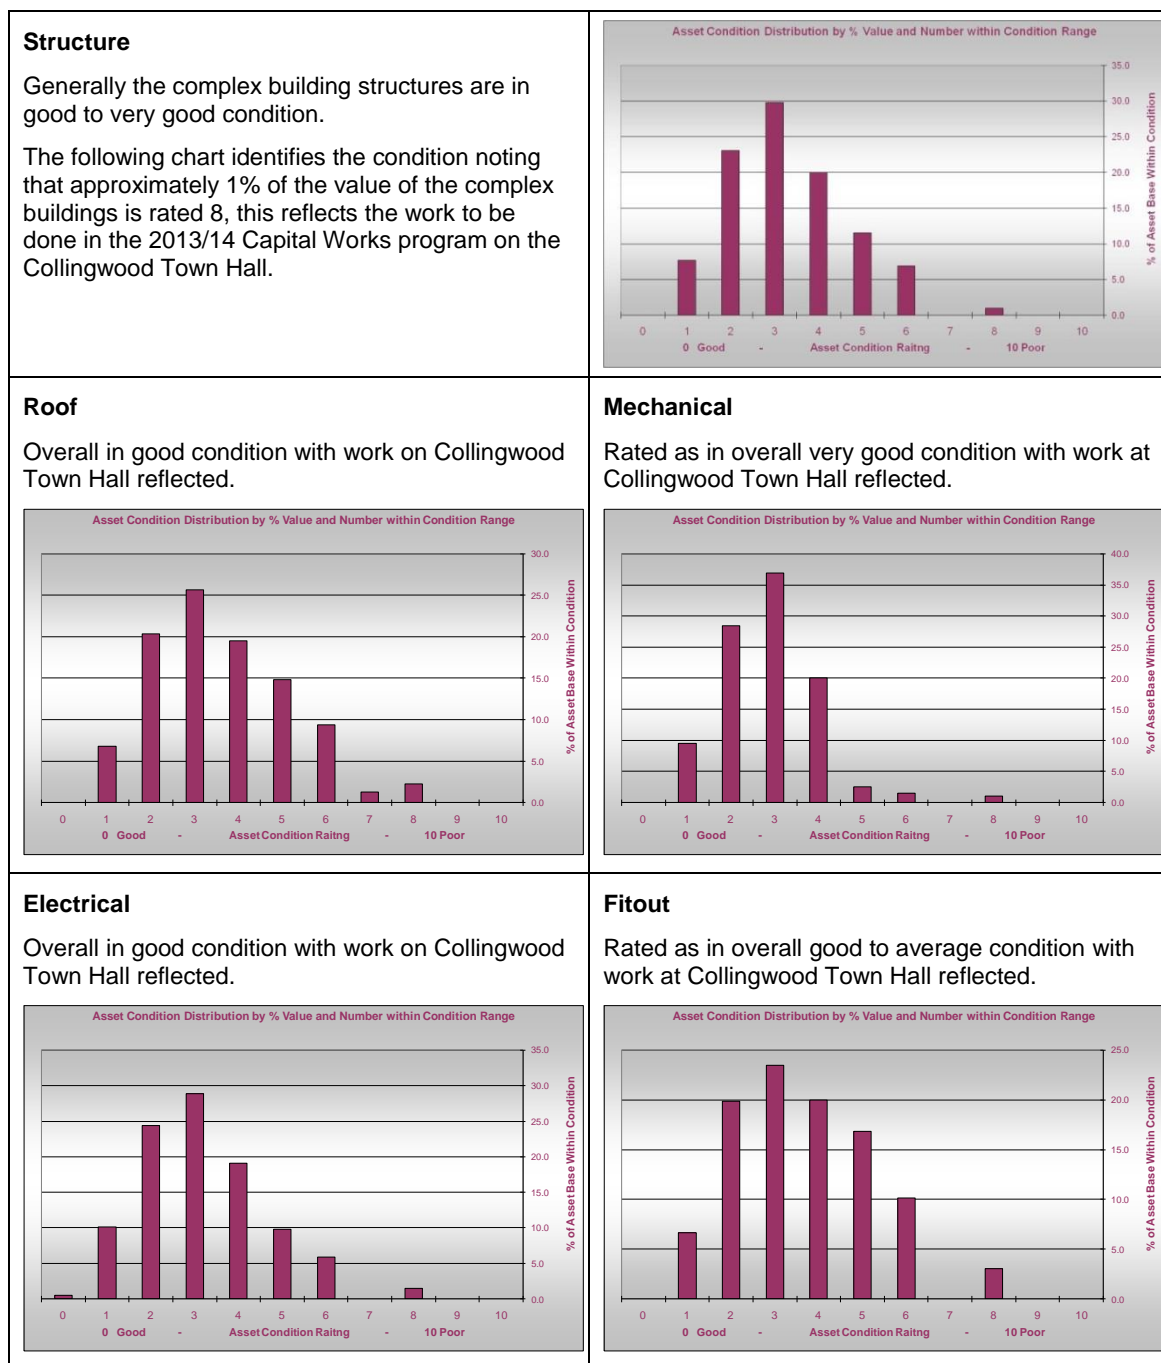 Structure
Generally the complex building structures are in
good to very good condition.
The following chart identifies the condition noting
that approximately 1% of the value of the complex
buildings is rated 8, this reflects the work to be
done in the 2013/14 Capital Works program on the
Collingwood Town Hall.
Asset Condition Distribution by % Value and Number within Condition Range
35.0
30.0
25.0
20.0
15.0
10.0
5.0
0.0
% of Asset Base Within Condition
0 1 2 3 4 5 6 7 8 9 10
0 Good - Asset Condition Raitng - 10 Poor
Roof
Overall in good condition with work on Collingwood
Town Hall reflected.
Asset Condition Distribution by % Value and Number within Condition Range
30.0
25.0
20.0
15.0
10.0
5.0
0.0
% of Asset Base Within Condition
0 1 2 3 4 5 6 7 8 9 10
0 Good - Asset Condition Raitng - 10 Poor
Mechanical
Rated as in overall very good condition with work at
Collingwood Town Hall reflected.
Asset Condition Distribution by % Value and Number within Condition Range
40.0
35.0
30.0
25.0
20.0
15.0
10.0
5.0
0.0
% of Asset Base Within Condition
0 1 2 3 4 5 6 7 8 9 10
0 Good - Asset Condition Raitng - 10 Poor
Electrical
Overall in good condition with work on Collingwood
Town Hall reflected.
Asset Condition Distribution by % Value and Number within Condition Range
35.0
30.0
25.0
20.0
15.0
10.0
5.0
0.0
% of Asset Base Within Condition
0 1 2 3 4 5 6 7 8 9 10
0 Good - Asset Condition Raitng - 10 Poor
Fitout
Rated as in overall good to average condition with
work at Collingwood Town Hall reflected.
Asset Condition Distribution by % Value and Number within Condition Range
25.0
20.0
15.0
10.0
5.0
0.0
% of Asset Base Within Condition
0 1 2 3 4 5 6 7 8 9 10
0 Good - Asset Condition Raitng - 10 Poor